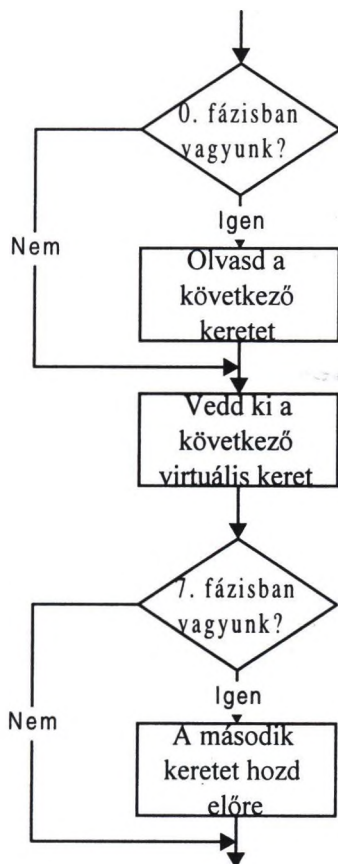 0. fázisban
vagyunk?
Igen
Nem
Olvasd a
következő
keretet
Vedd ki a
következő
virtuális keret
7. fázisban
vagyunk?
Igen
Nem
A második
keretet hozd
előre